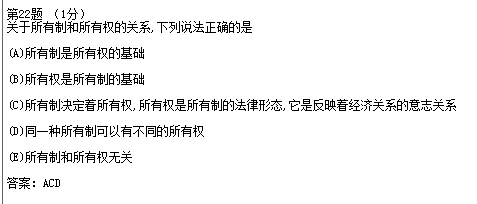 第22题 （1分）
关于所有制和所有权的关系,下列说法正确的是
(A)所有制是所有权的基础
(B)所有权是所有制的基础
(C)所有制决定着所有权,所有权是所有制的法律形态,它是反映着经济关系的意志关系
(D)同一种所有制可以有不同的所有权
(E)所有制和所有权无关
答案：ACD